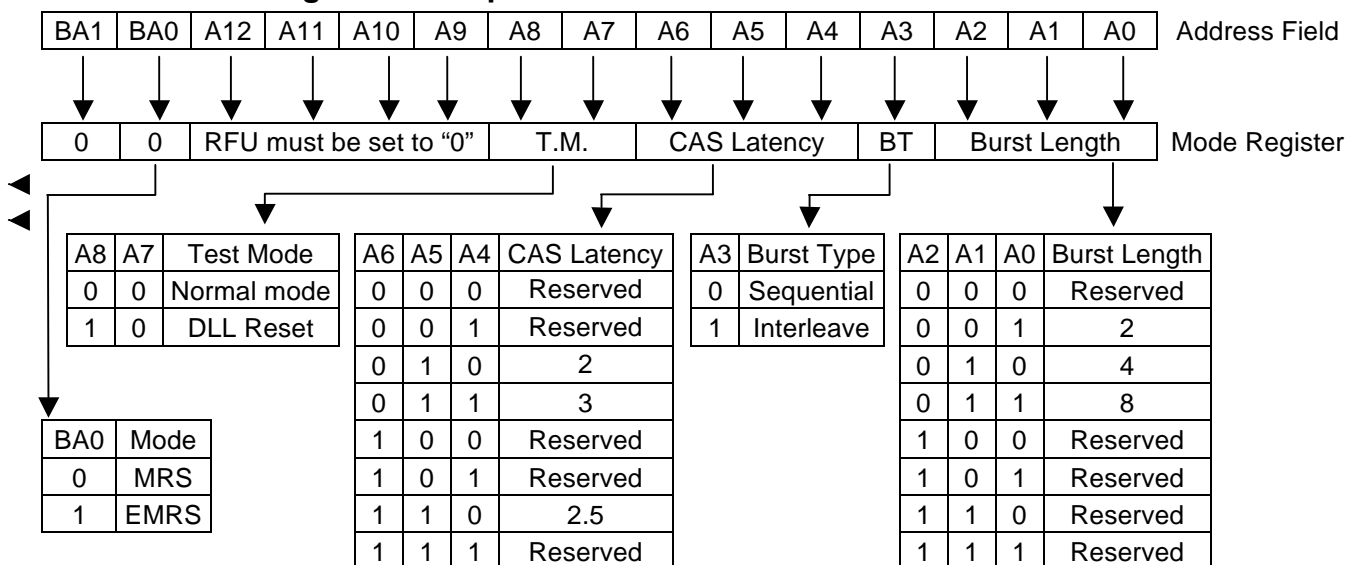 BA1 BA0 A12 A11 A10 A9 A8 A7 A6 A5 A4 A3 A2 A1 A0 Address Field
0 0 RFU must be set to “0” T.M. CAS Latency BT Burst Length Mode Register
A8 A7 Test Mode
0 0 Normal mode
1 0 DLL Reset
A6 A5 A4 CAS Latency
0 0 0 Reserved
0 0 1 Reserved
0 1 0 2
0 1 1 3
1 0 0 Reserved
1 0 1 Reserved
1 1 0 2.5
1 1 1 Reserved
A3 Burst Type
0 Sequential
1 Interleave
A2 A1 A0 Burst Length
0 0 0 Reserved
0 0 1 2
0 1 0 4
0 1 1 8
1 0 0 Reserved
1 0 1 Reserved
1 1 0 Reserved
1 1 1 Reserved
BA0 Mode
0 MRS
1 EMRS